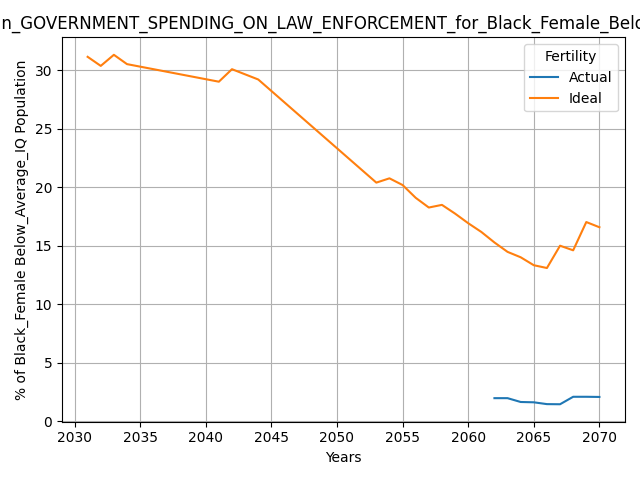 n_GOVERNMENT_SPENDING_ON_LAW_ENFORCEMENT_for_Black_Female_Belo
Fertility
Actual
Ideal
% of Black_Female Below_Average_IQ Population
30
25
20
15
10
5
0
2030 2035 2040 2045 2050 2055 2060 2065 2070
Years